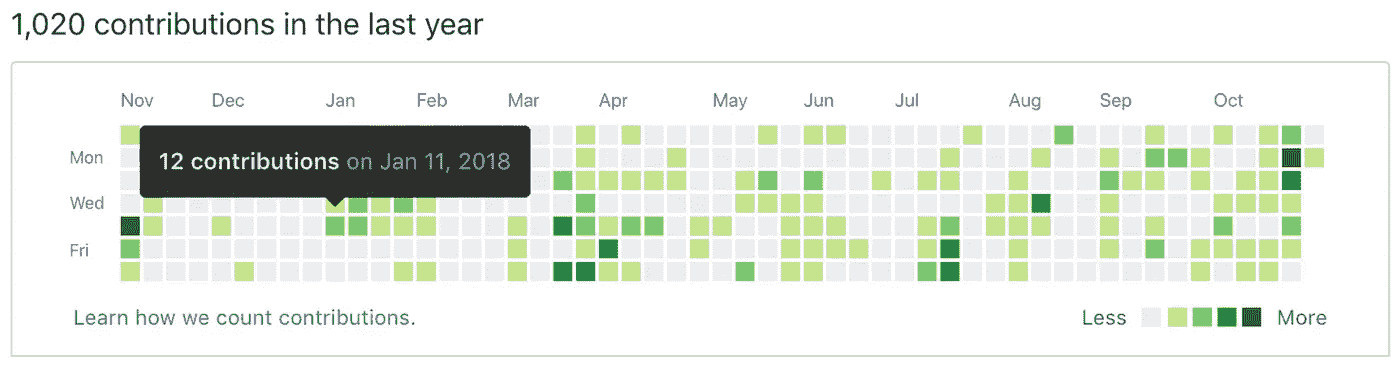 1,020 contributions in the last year
Nov Dec Jan Feb Mar Apr May Jun Jul Aug Sep Oct
Mon
12 contributions on Jan 11, 2018
Wed
Fri
Learn how we count contributions.
Less More